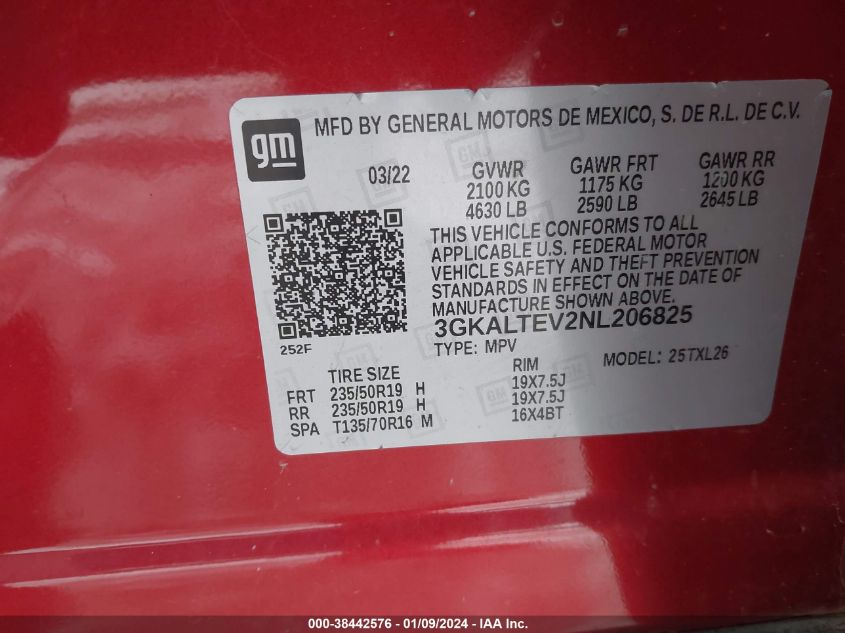 gm
MFD BY GENERAL MOTORS DE MEXICO, S. DE R.L. DE C.V.
03/22 GVWR GAWR FRT GAWR RR
2100 KG 1175 KG 1200 KG
4630 LB 2590 LB 2645 LB
THIS VEHICLE CONFORMS TO ALL
APPLICABLE U.S. FEDERAL MOTOR
VEHICLE SAFETY AND THEFT PREVENTION
STANDARDS IN EFFECT ON THE DATE OF
MANUFACTURE SHOWN ABOVE.
3GKALTEV2NL206825
252F
TYPE: MPV MODEL: 25TXL26
TIRE SIZE RIM
FRT 235/50R19 H 19X7.5J
RR 235/50R19 H 19X7.5J
SPA T135/70R16 M 16X4BT
000-38442576 - 01/09/2024 - IAA Inc.